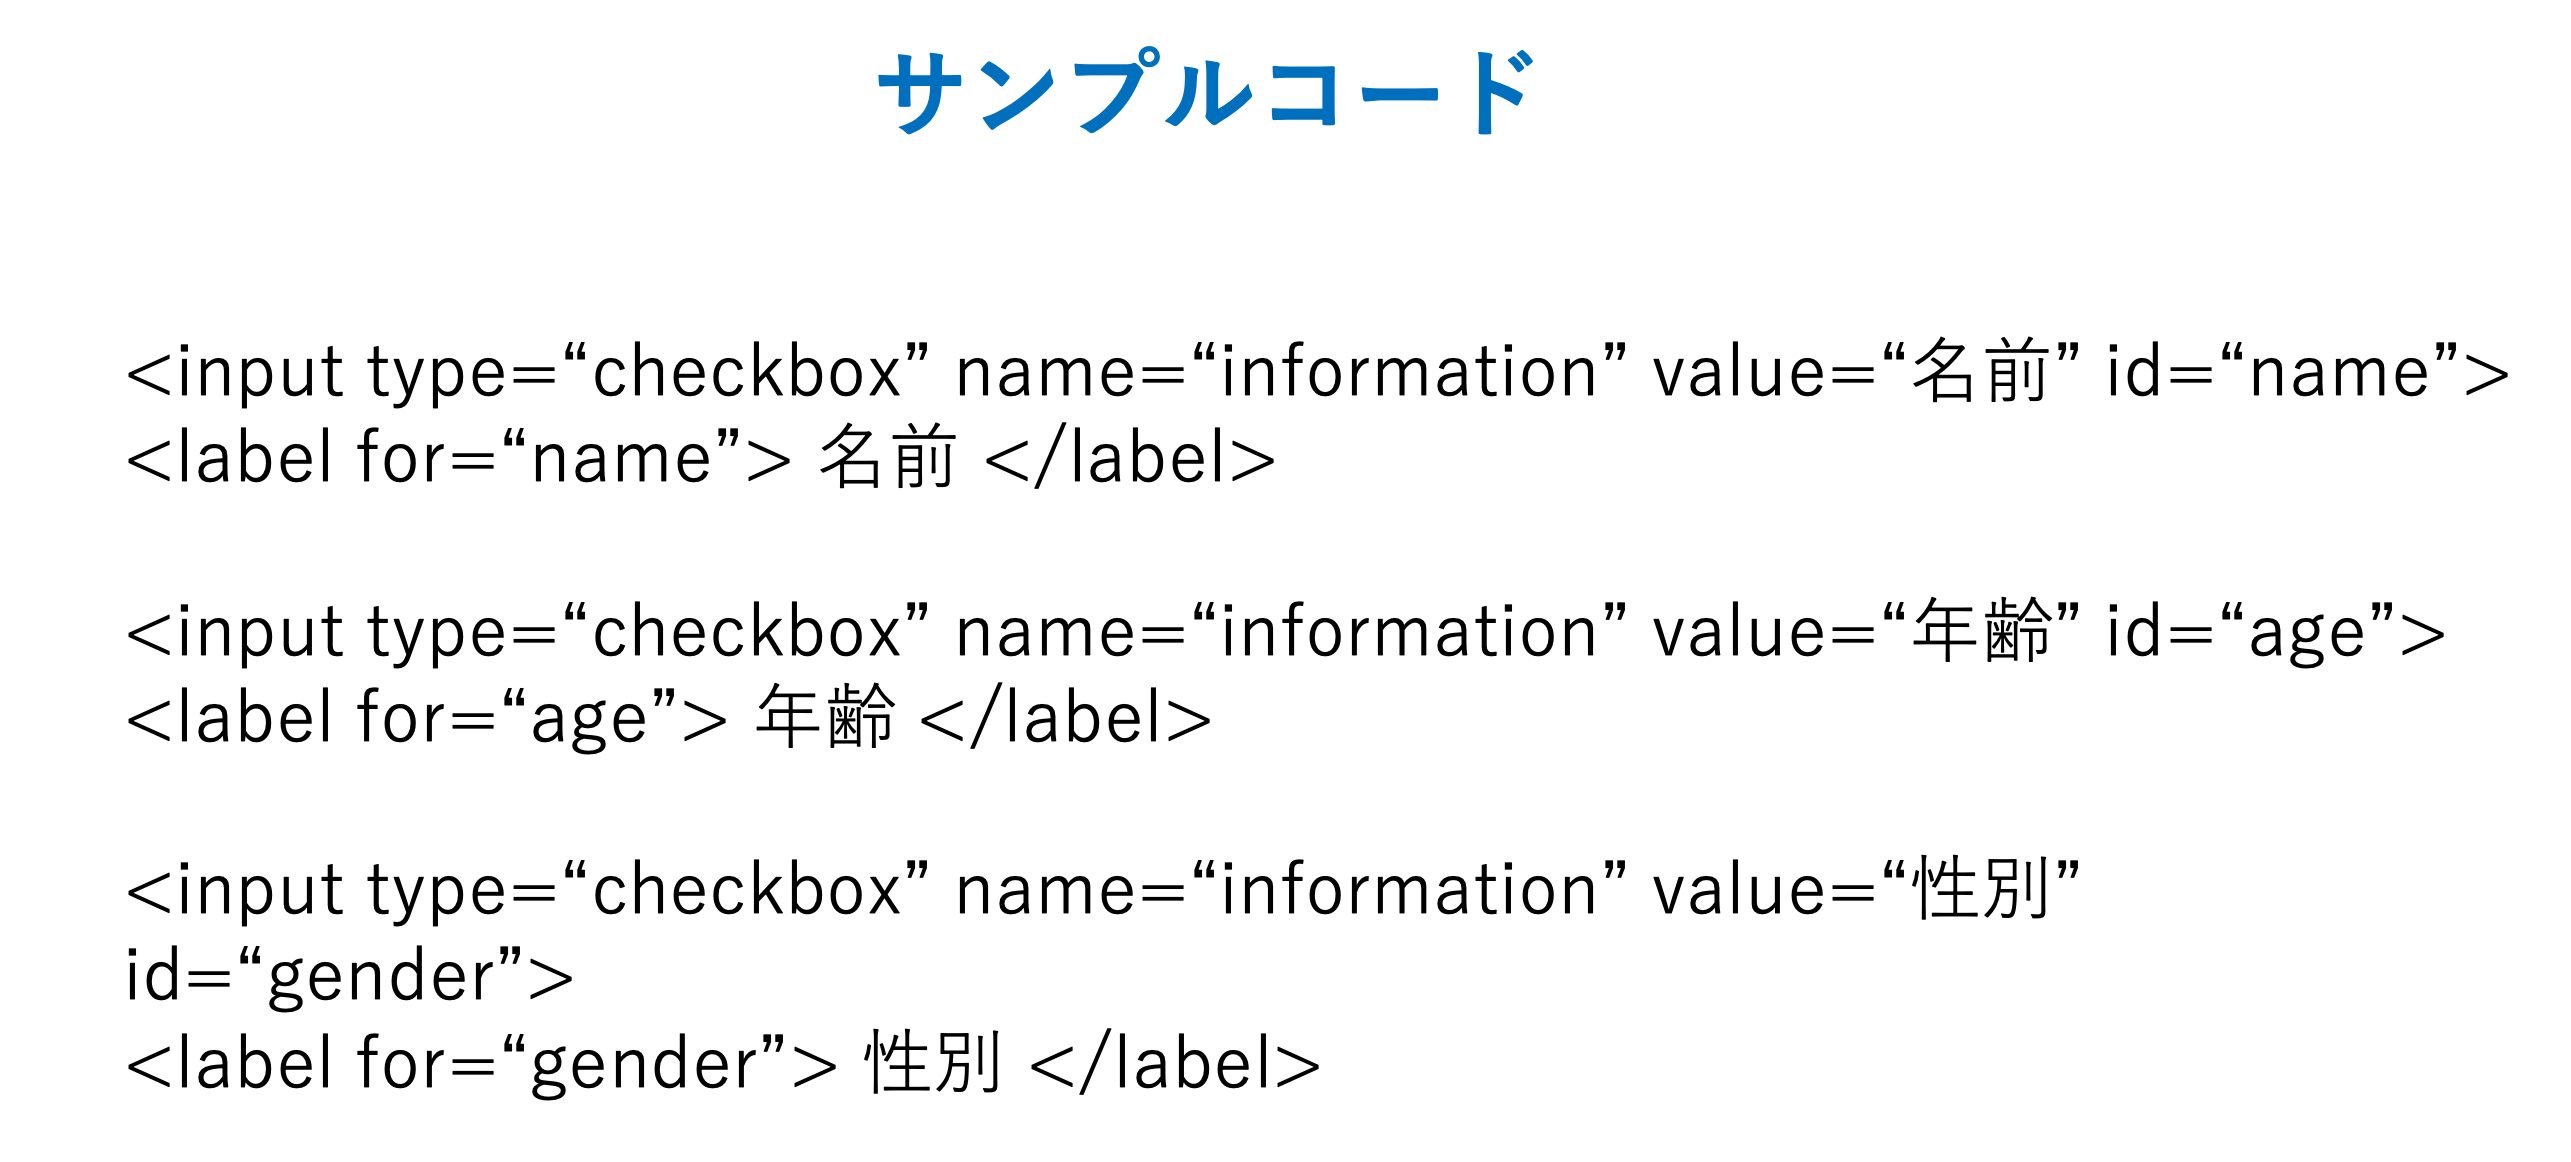 サンプルコード
<input type=“checkbox” name=“information” value=“名前” id=“name”>
<label for=“name”> 名前 </label>
<input type=“checkbox” name=“information” value=“年齢” id=“age”>
<label for=“age”> 年齢 </label>
<input type=“checkbox” name=“information” value=“性別”
id=“gender”>
<label for=“gender”> 性別 </label>